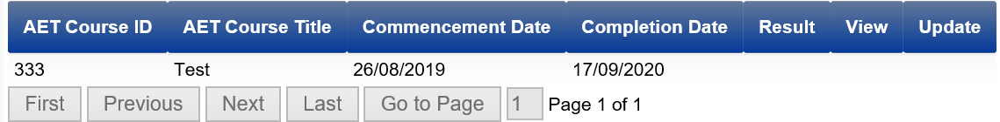 AET Course ID AET Course Title Commencement Date Completion Date Result View Update
333 Test 26/08/2019 17/09/2020
First Previous Next Last Go to Page 1 Page 1 of 1